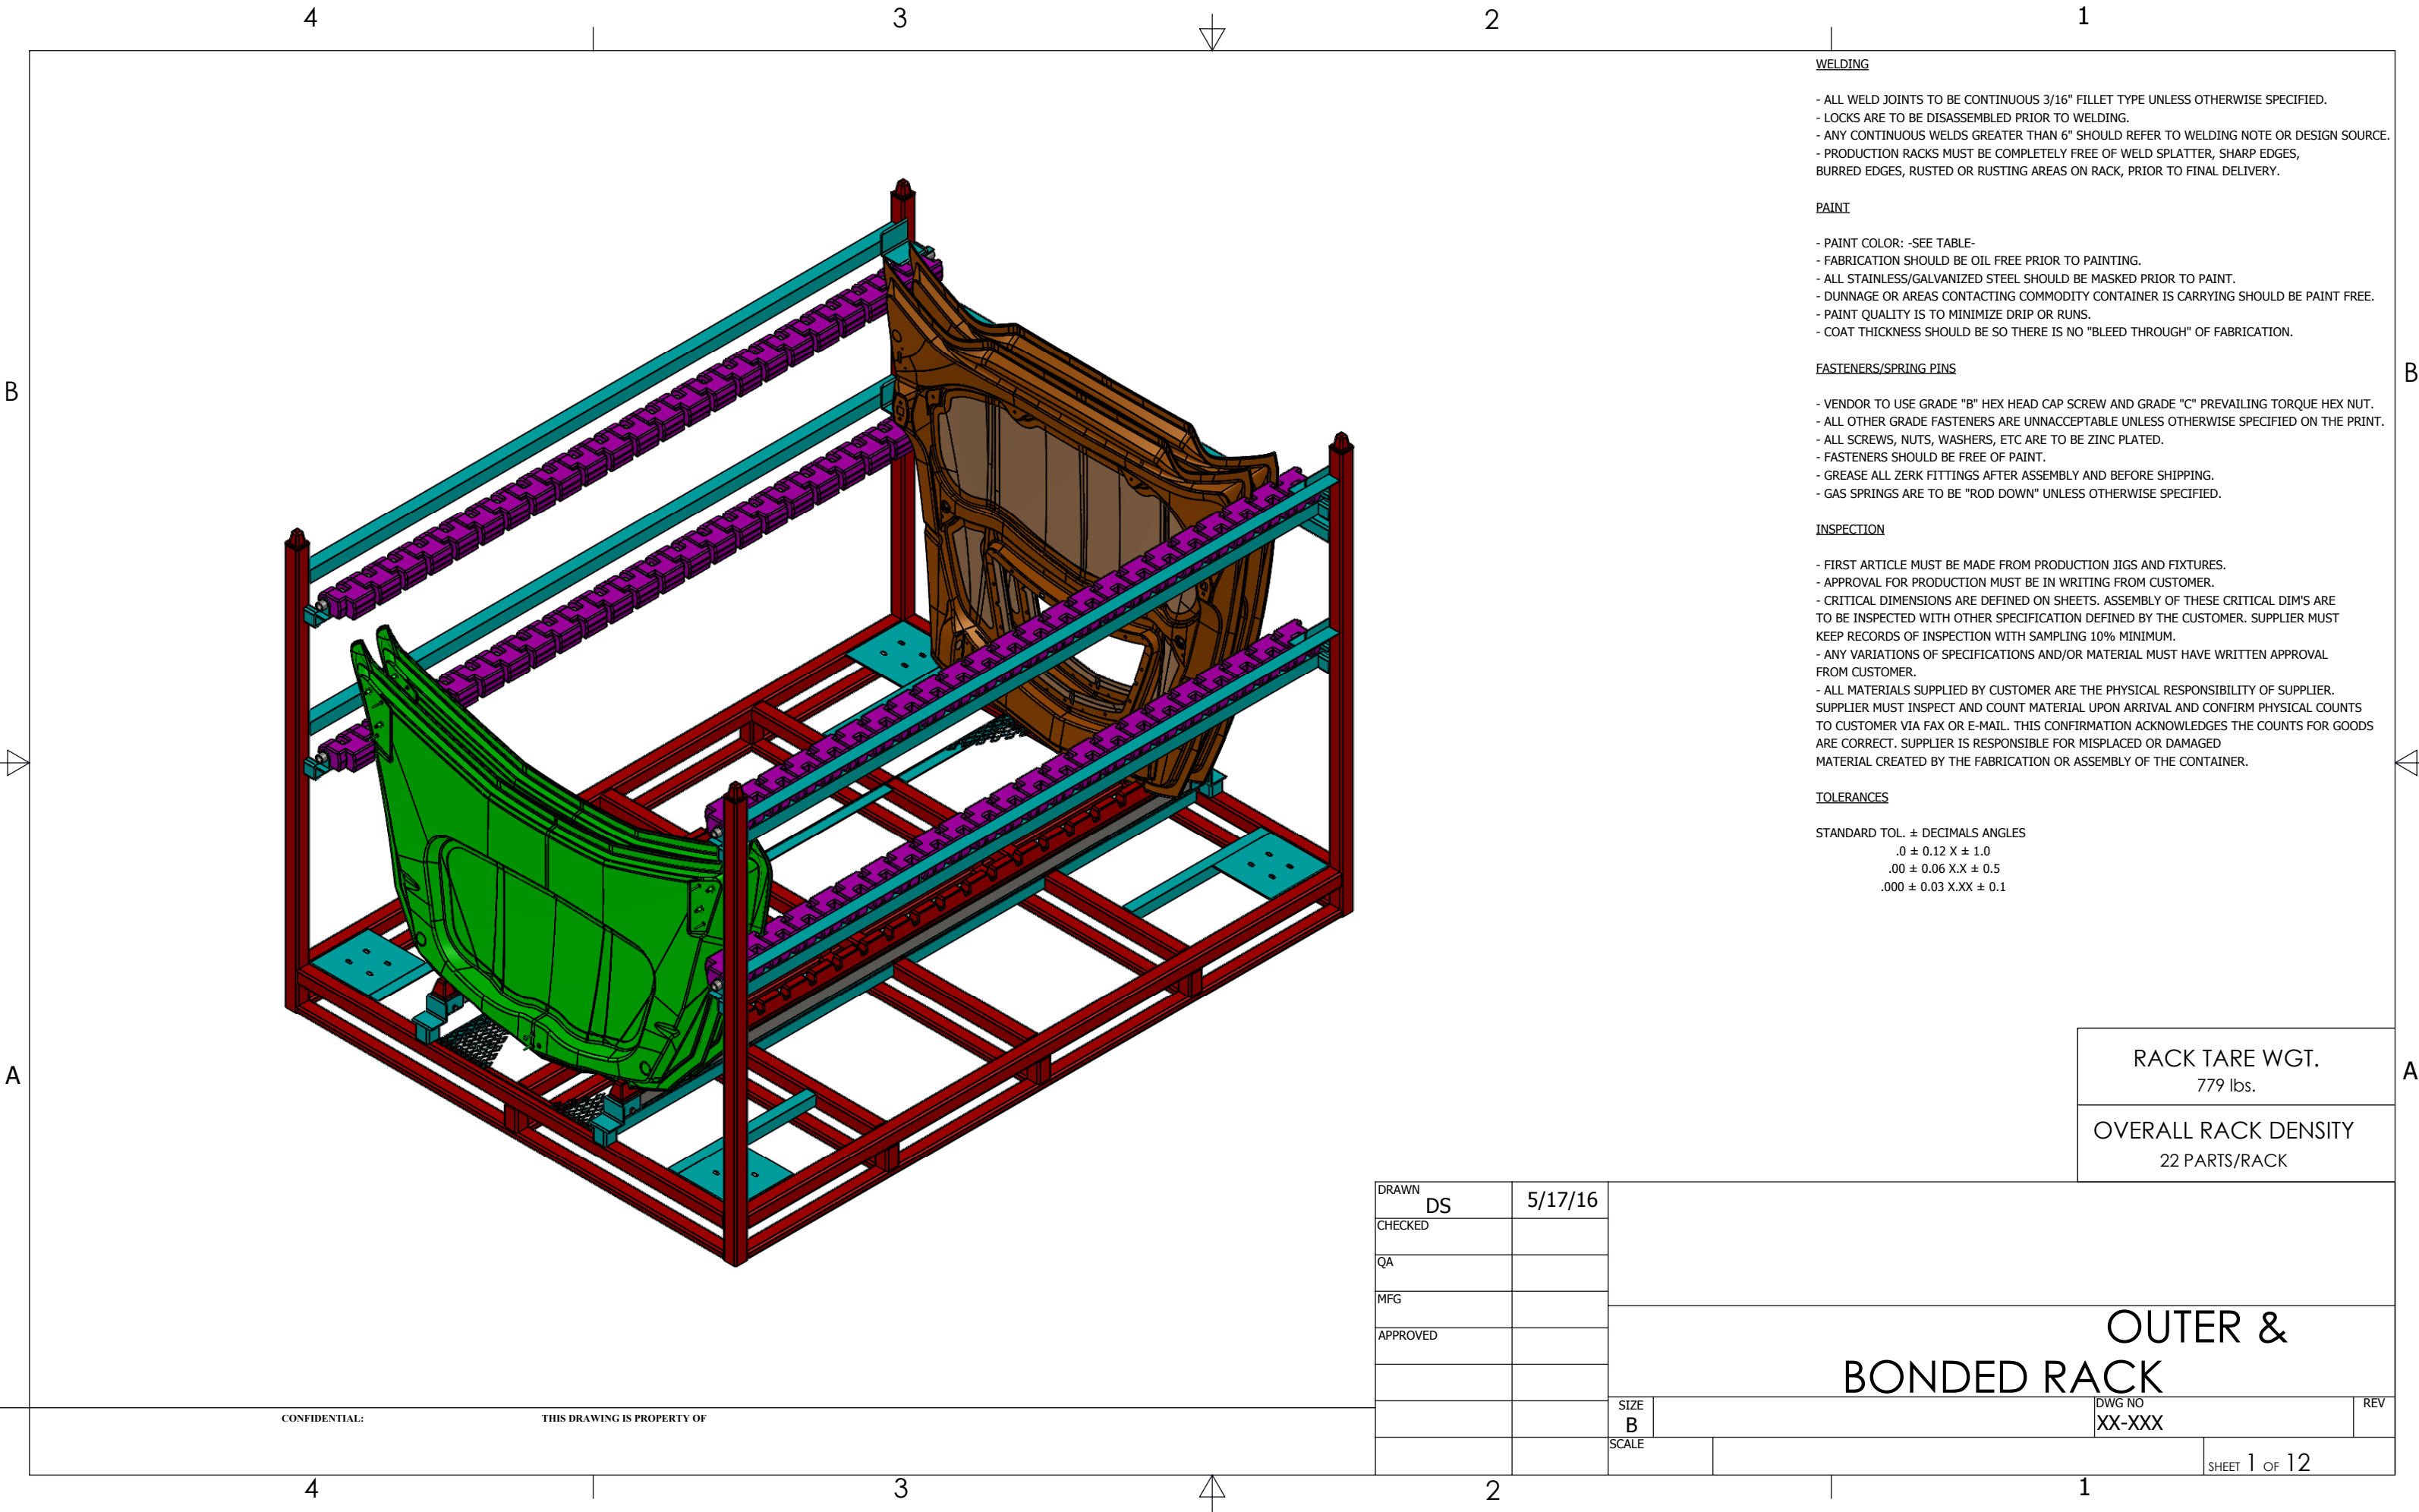 4 3 2 1
WELDING
- ALL WELD JOINTS TO BE CONTINUOUS 3/16" FILLET TYPE UNLESS OTHERWISE SPECIFIED.
- LOCKS ARE TO BE DISASSEMBLED PRIOR TO WELDING.
- ANY CONTINUOUS WELDS GREATER THAN 6" SHOULD REFER TO WELDING NOTE OR DESIGN SOURCE.
- PRODUCTION RACKS MUST BE COMPLETELY FREE OF WELD SPLATTER, SHARP EDGES,
BURRED EDGES, RUSTED OR RUSTING AREAS ON RACK, PRIOR TO FINAL DELIVERY.
PAINT
- PAINT COLOR: -SEE TABLE-
- FABRICATION SHOULD BE OIL FREE PRIOR TO PAINTING.
- ALL STAINLESS/GALVANIZED STEEL SHOULD BE MASKED PRIOR TO PAINT.
- DUNNAGE OR AREAS CONTACTING COMMODITY CONTAINER IS CARRYING SHOULD BE PAINT FREE.
- PAINT QUALITY IS TO MINIMIZE DRIP OR RUNS.
- COAT THICKNESS SHOULD BE SO THERE IS NO "BLEED THROUGH" OF FABRICATION.
FASTENERS/SPRING PINS
- VENDOR TO USE GRADE "B" HEX HEAD CAP SCREW AND GRADE "C" PREVAILING TORQUE HEX NUT.
- ALL OTHER GRADE FASTENERS ARE UNNACCEPTABLE UNLESS OTHERWISE SPECIFIED ON THE PRINT.
- ALL SCREWS, NUTS, WASHERS, ETC ARE TO BE ZINC PLATED.
- FASTENERS SHOULD BE FREE OF PAINT.
- GREASE ALL ZERK FITTINGS AFTER ASSEMBLY AND BEFORE SHIPPING.
- GAS SPRINGS ARE TO BE "ROD DOWN" UNLESS OTHERWISE SPECIFIED.
INSPECTION
- FIRST ARTICLE MUST BE MADE FROM PRODUCTION JIGS AND FIXTURES.
- APPROVAL FOR PRODUCTION MUST BE IN WRITING FROM CUSTOMER.
- CRITICAL DIMENSIONS ARE DEFINED ON SHEETS. ASSEMBLY OF THESE CRITICAL DIM'S ARE
TO BE INSPECTED WITH OTHER SPECIFICATION DEFINED BY THE CUSTOMER. SUPPLIER MUST
KEEP RECORDS OF INSPECTION WITH SAMPLING 10% MINIMUM.
- ANY VARIATIONS OF SPECIFICATIONS AND/OR MATERIAL MUST HAVE WRITTEN APPROVAL
FROM CUSTOMER.
- ALL MATERIALS SUPPLIED BY CUSTOMER ARE THE PHYSICAL RESPONSIBILITY OF SUPPLIER.
SUPPLIER MUST INSPECT AND COUNT MATERIAL UPON ARRIVAL AND CONFIRM PHYSICAL COUNTS
TO CUSTOMER VIA FAX OR E-MAIL. THIS CONFIRMATION ACKNOWLEDGES THE COUNTS FOR GOODS
ARE CORRECT. SUPPLIER IS RESPONSIBLE FOR MISPLACED OR DAMAGED
MATERIAL CREATED BY THE FABRICATION OR ASSEMBLY OF THE CONTAINER.
TOLERANCES
STANDARD TOL. ± DECIMALS ANGLES
.0 ± 0.12 X ± 1.0
.00 ± 0.06 X.X ± 0.5
.000 ± 0.03 X.XX ± 0.1
B B
A A
RACK TARE WGT.
779 lbs.
OVERALL RACK DENSITY
22 PARTS/RACK
DRAWN DS 5/17/16
CHECKED
QA
MFG
APPROVED
OUTER &
BONDED RACK
SIZE B
DWG NO XX-XXX
REV
SCALE
SHEET 1 OF 12
CONFIDENTIAL: THIS DRAWING IS PROPERTY OF
4 3 2 1